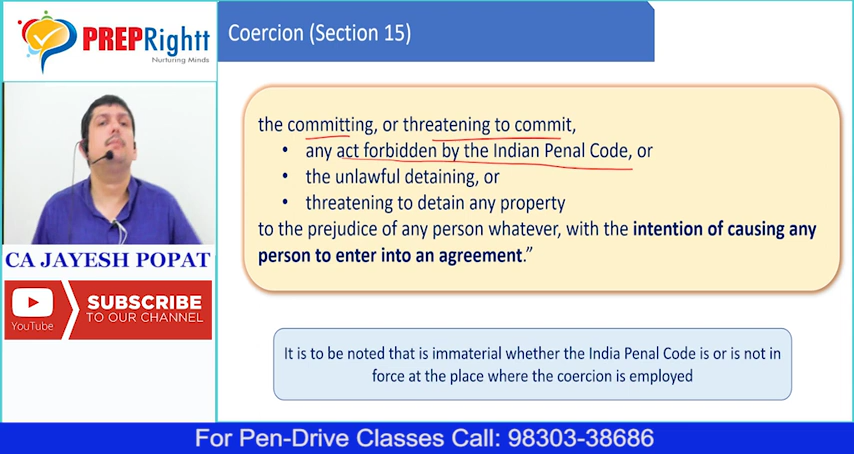 PREPRightt
Nurturing Minds
Coercion (Section 15)
the committing, or threatening to commit,
• any act forbidden by the Indian Penal Code, or
• the unlawful detaining, or
• threatening to detain any property
to the prejudice of any person whatever, with the intention of causing any
person to enter into an agreement.”
CA JAYESH POPAT
YouTube
SUBSCRIBE
TO OUR CHANNEL
It is to be noted that is immaterial whether the India Penal Code is or is not in
force at the place where the coercion is employed
For Pen-Drive Classes Call: 98303-38686